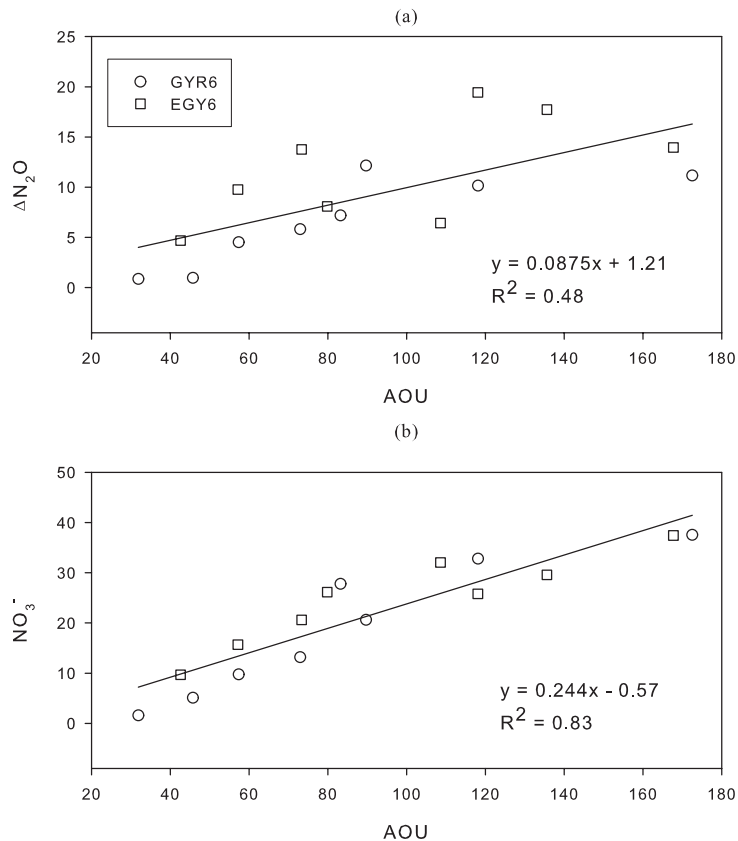 (a)
25
20
15
10
5
0
ΔN₂O
GYR6
EGY6
y = 0.0875x + 1.21
R² = 0.48
20 40 60 80 100 120 140 160 180
AOU
(b)
50
40
30
20
10
0
NO₃⁻
y = 0.244x - 0.57
R² = 0.83
20 40 60 80 100 120 140 160 180
AOU